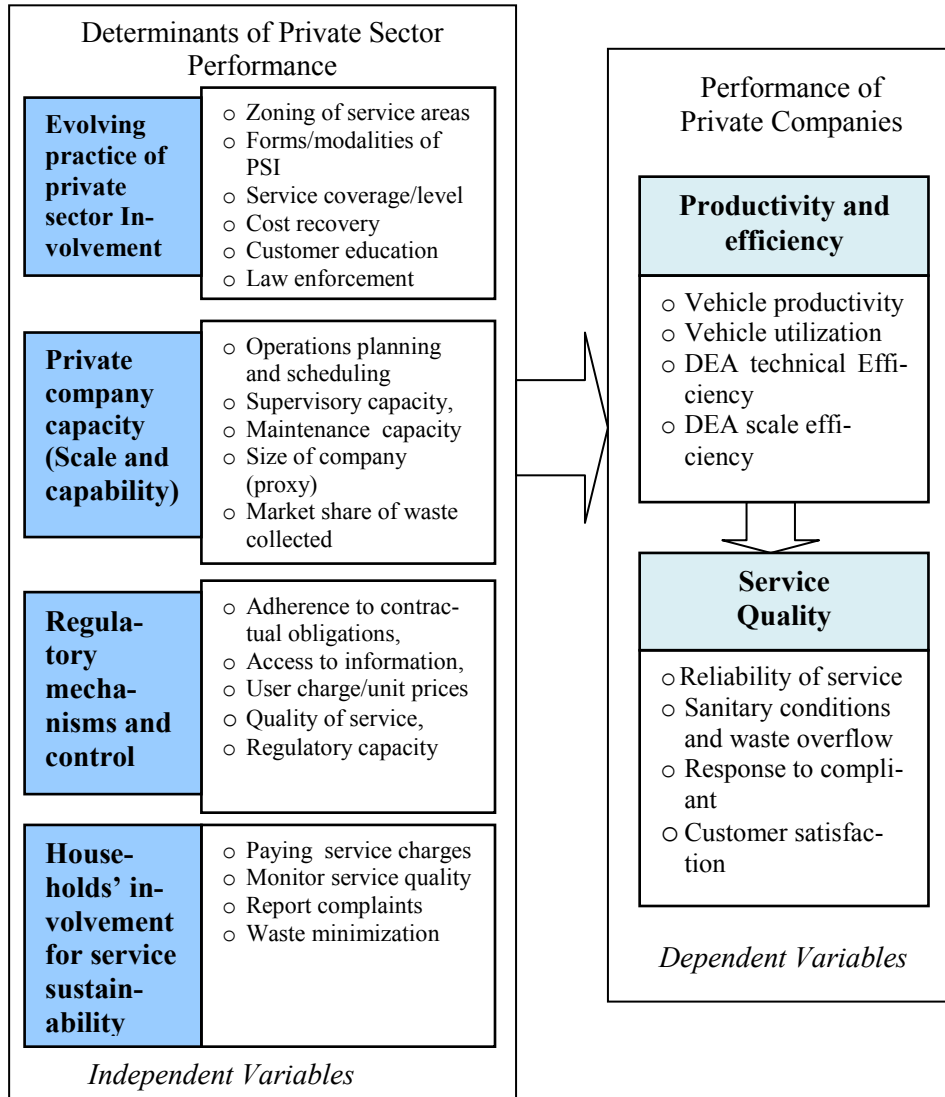 Determinants of Private Sector
Performance
Evolving
practice of
private
sector In-
volvement
o Zoning of service areas
o Forms/modalities of
PSI
o Service coverage/level
o Cost recovery
o Customer education
o Law enforcement
Private
company
capacity
(Scale and
capability)
o Operations planning
and scheduling
o Supervisory capacity,
o Maintenance capacity
o Size of company
(proxy)
o Market share of waste
collected
Regula-
tory
mecha-
nisms and
control
o Adherence to contrac-
tual obligations,
o Access to information,
o User charge/unit prices
o Quality of service,
o Regulatory capacity
House-
holds' in-
volvement
for service
sustain-
ability
o Paying service charges
o Monitor service quality
o Report complaints
o Waste minimization
Independent Variables
Performance of
Private Companies
Productivity and
efficiency
o Vehicle productivity
o Vehicle utilization
o DEA technical Effi-
ciency
o DEA scale effi-
ciency
Service
Quality
o Reliability of service
o Sanitary conditions
and waste overflow
o Response to compli-
ant
o Customer satisfac-
tion
Dependent Variables